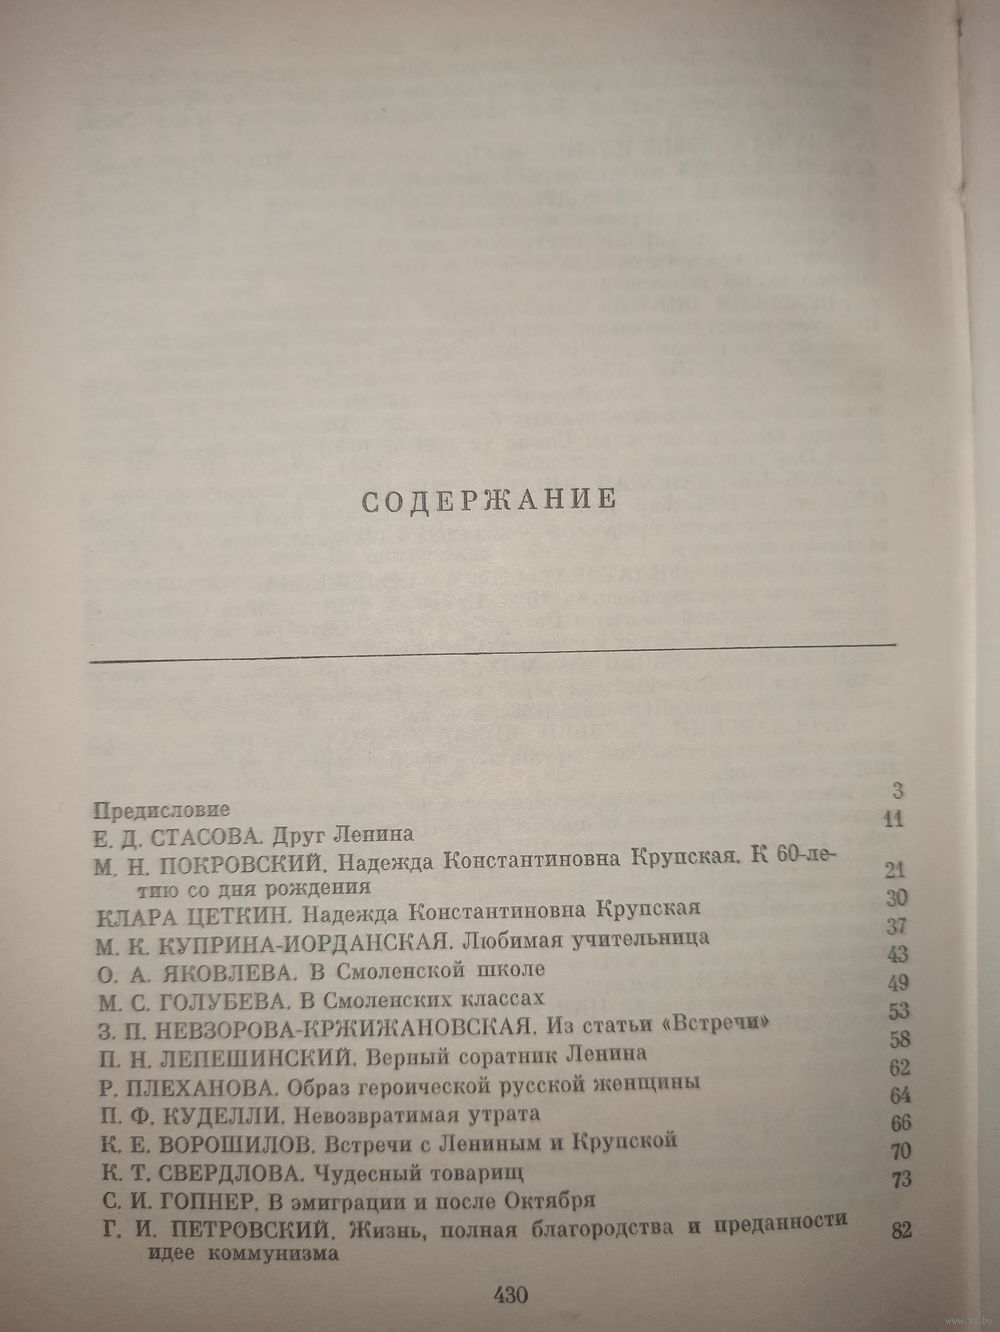 СОДЕРЖАНИЕ
Предисловие 3
Е. Д. СТАСОВА. Друг Ленина 11
М. Н. ПОКРОВСКИЙ. Надежда Константиновна Крупская. К 60-ле-
тию со дня рождения 21
КЛАРА ЦЕТКИН. Надежда Константиновна Крупская 30
М. К. КУПРИНА-ИОРДАНСКАЯ. Любимая учительница 37
О. А. ЯКОВЛЕВА. В Смоленской школе 43
М. С. ГОЛУБЕВА. В Смоленских классах 49
З. П. НЕВЗОРОВА-КРЖИЖАНОВСКАЯ. Из статьи «Встречи» 53
П. Н. ЛЕПЕШИНСКИЙ. Верный соратник Ленина 58
Р. ПЛЕХАНОВА. Образ героической русской женщины 62
П. Ф. КУДЕЛЛИ. Невозвратимая утрата 64
К. Е. ВОРОШИЛОВ. Встречи с Лениным и Крупской 66
К. Т. СВЕРДЛОВА. Чудесный товарищ 70
С. И. ГОПНЕР. В эмиграции и после Октября 73
Г. И. ПЕТРОВСКИЙ. Жизнь, полная благородства и преданности
идее коммунизма 82
430
www.ay.by